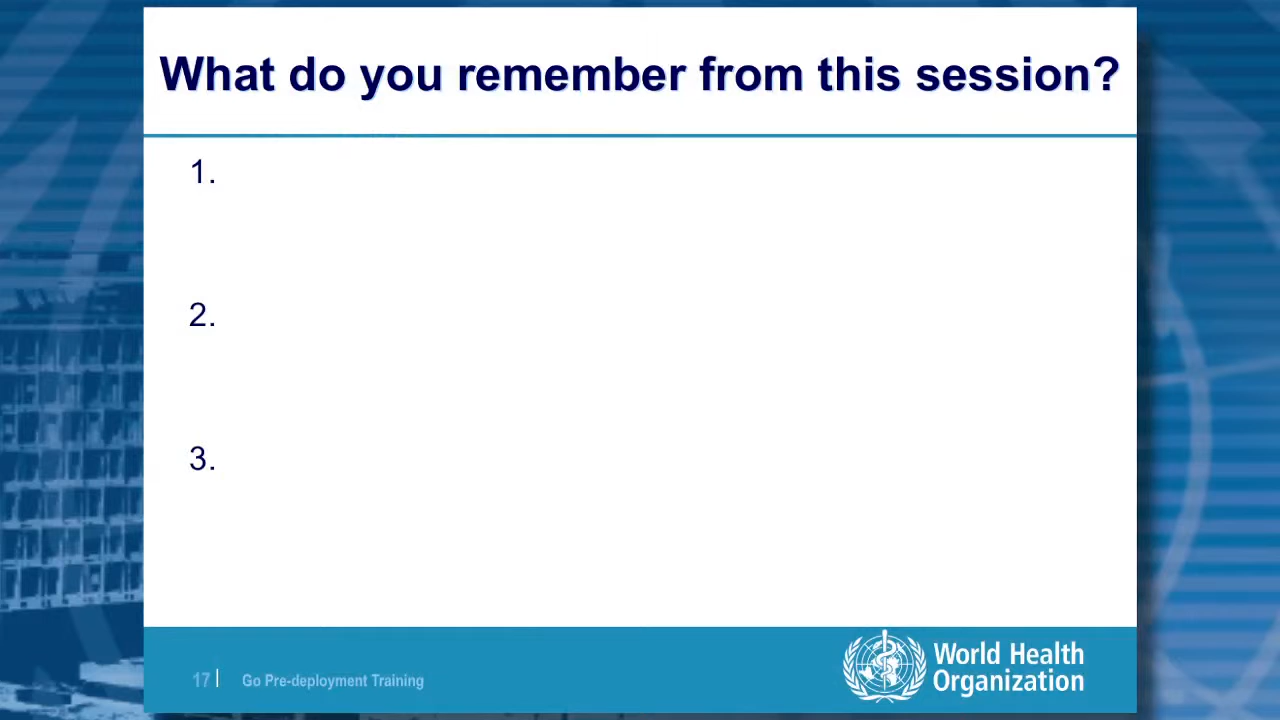 What do you remember from this session?
1.
2.
3.
17 | Go Pre-deployment Training
World Health
Organization